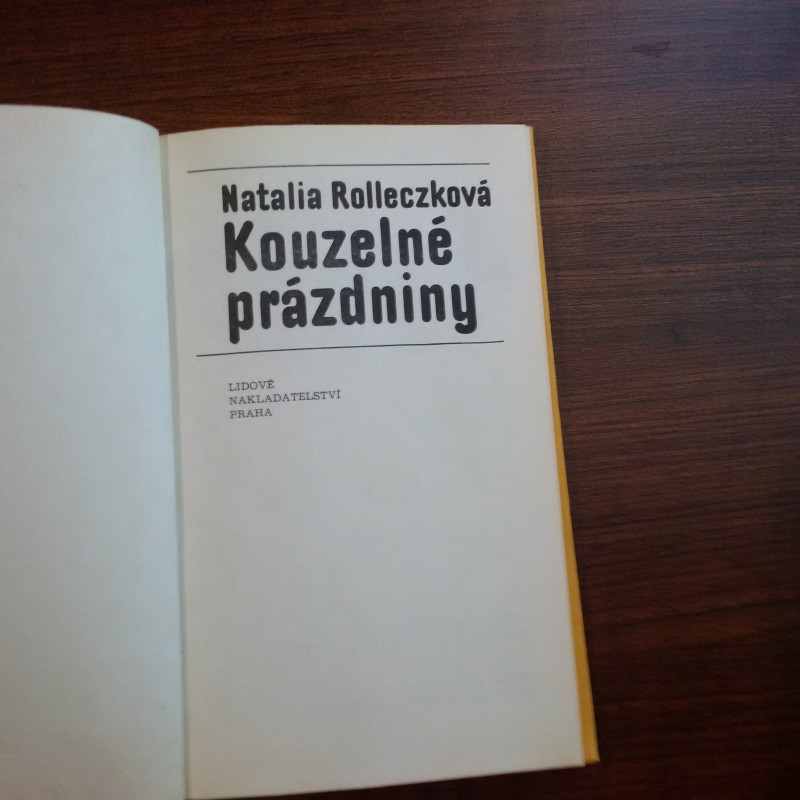 Natalia Rolleczková
Kouzelné
prázdniny
LIDOVÉ
NAKLADATELSTVÍ
PRAHA